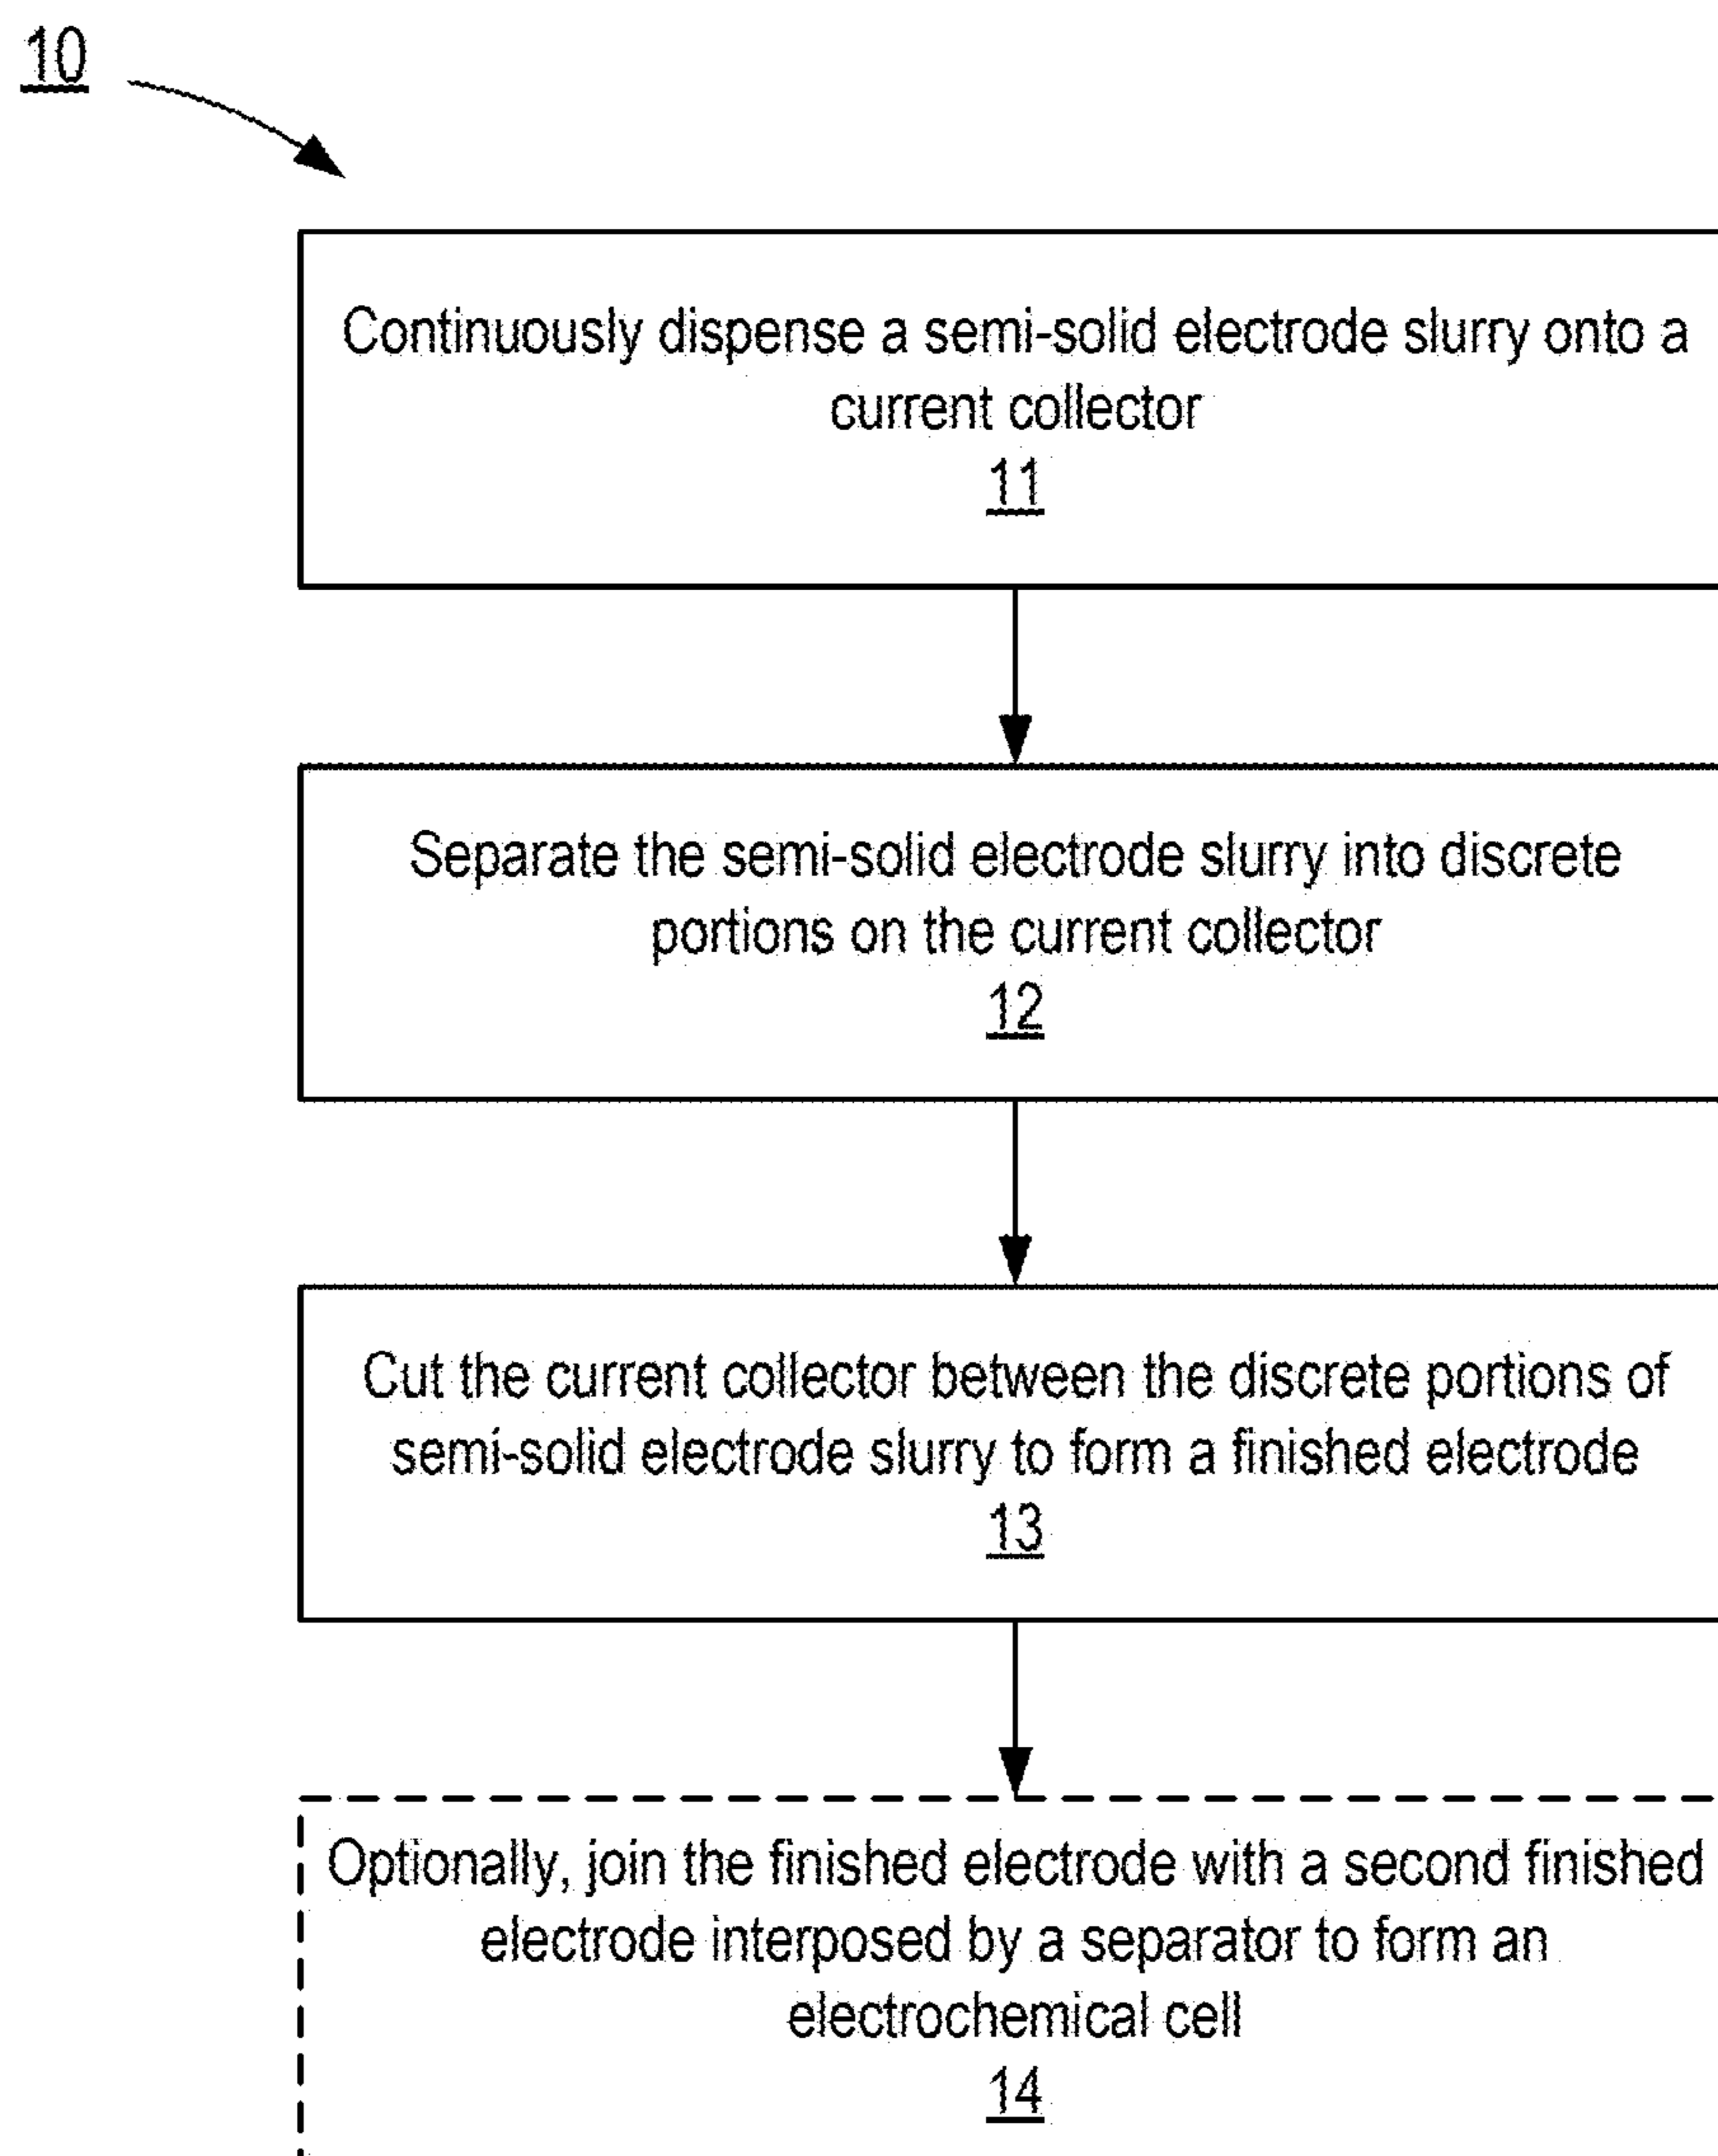 10
Continuously dispense a semi-solid electrode slurry onto a
current collector
11
Separate the semi-solid electrode slurry into discrete
portions on the current collector
12
Cut the current collector between the discrete portions of
semi-solid electrode slurry to form a finished electrode
13
Optionally, join the finished electrode with a second finished
electrode interposed by a separator to form an
electrochemical cell
14